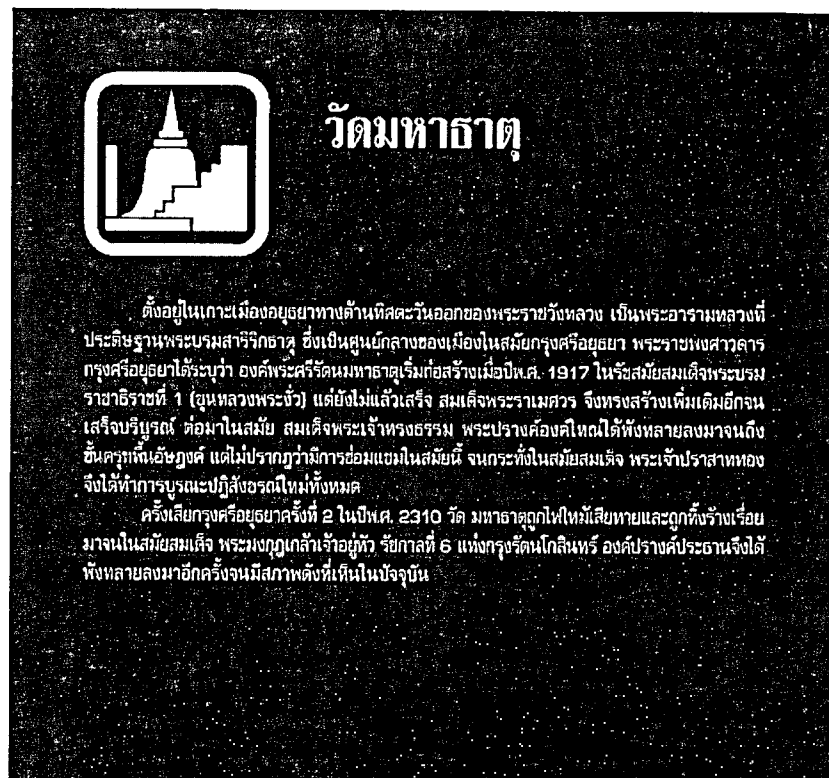 วัดมหาธาตุ
ตั้งอยู่ในเกาะเมืองอยุธยาทางด้านทิศตะวันออกของพระราชวังหลวง เป็นพระอารามหลวงที่
ประดิษฐานพระบรมสารีริกธาตุ ซึ่งเป็นศูนย์กลางของเมืองในสมัยกรุงศรีอยุธยา พระราชพงศาวดาร
กรุงศรีอยุธยาได้ระบุว่า องค์พระศรีรัตนมหาธาตุเริ่มก่อสร้างเมื่อปีพ.ศ. 1917 ในรัชสมัยสมเด็จพระบรม
ราชาธิราชที่ 1 (ขุนหลวงพระงั่ว) แต่ยังไม่แล้วเสร็จ สมเด็จพระราเมศวร จึงทรงสร้างเพิ่มเติมอีกจน
เสร็จบริบูรณ์ ต่อมาในสมัย สมเด็จพระเจ้าทรงธรรม พระปรางค์องค์ใหญ่ได้พังทลายลงมาจนถึง
ชั้นครุฑพื้นอัษฎงค์ แต่ไม่ปรากฎว่ามีการซ่อมแซมในสมัยนี้ จนกระทั่งในสมัยสมเด็จ พระเจ้าปราสาททอง
จึงได้ทำการบูรณะปฏิสังขรณ์ใหม่ทั้งหมด
ครั้งเสียกรุงศรีอยุธยาครั้งที่ 2 ในปีพ.ศ. 2310 วัด มหาธาตุถูกไฟไหม้เสียหายและถูกทิ้งร้างเรื่อย
มาจนในสมัยสมเด็จ พระมงกุฎเกล้าเจ้าอยู่หัว รัชกาลที่ 6 แห่งกรุงรัตนโกสินทร์ องค์ปรางค์ประธานจึงได้
พังทลายลงมาอีกครั้งจนมีสภาพดังที่เห็นในปัจจุบัน